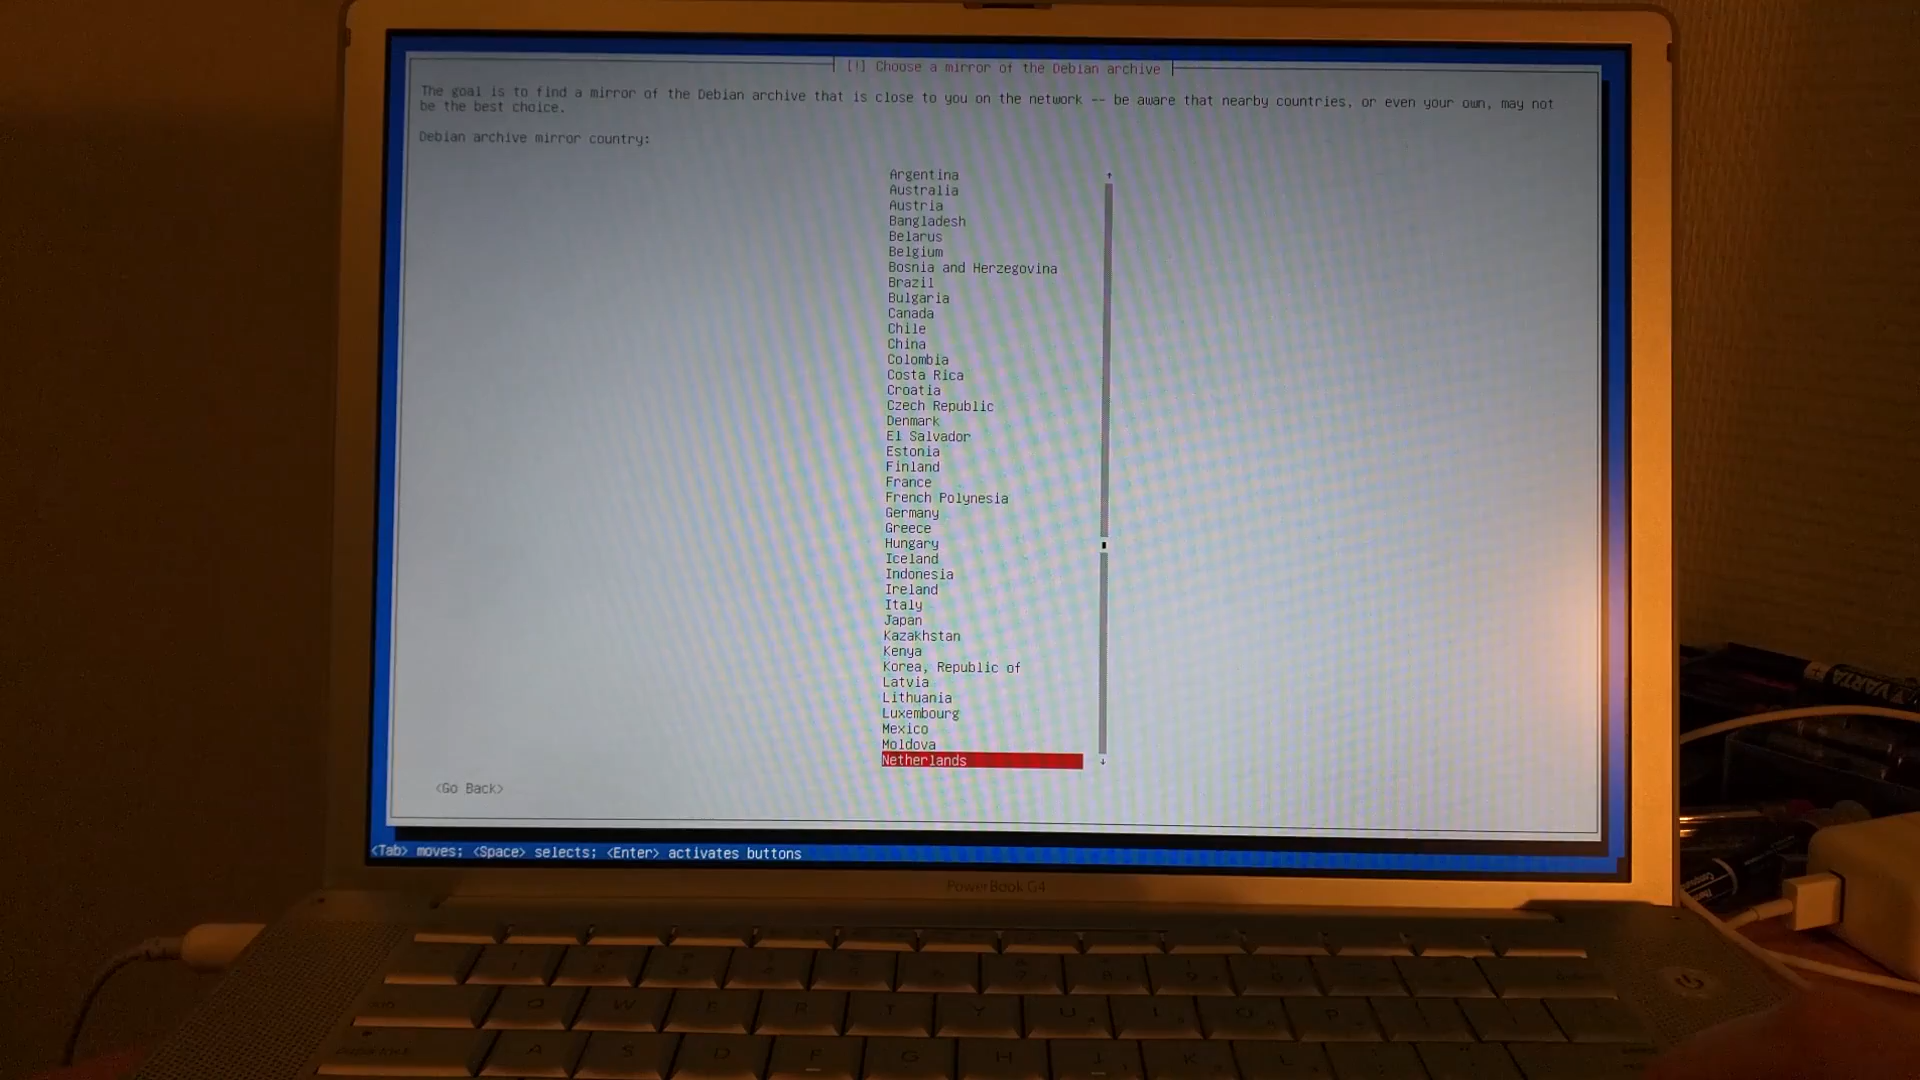 [!] Choose a mirror of the Debian archive
The goal is to find a mirror of the Debian archive that is close to you on the network -- be aware that nearby countries, or even your own, may not
be the best choice.
Debian archive mirror country:
Argentina
Australia
Austria
Bangladesh
Belarus
Belgium
Bosnia and Herzegovina
Brazil
Bulgaria
Canada
Chile
China
Colombia
Costa Rica
Croatia
Czech Republic
Denmark
El Salvador
Estonia
Finland
France
French Polynesia
Germany
Greece
Hungary
Iceland
Indonesia
Ireland
Italy
Japan
Kazakhstan
Kenya
Korea, Republic of
Latvia
Lithuania
Luxembourg
Mexico
Moldova
Netherlands
<Go Back>
<Tab> moves; <Space> selects; <Enter> activates buttons
PowerBook G4
VARTA
Q W E R T Y U I O P
A S D F G H J K L